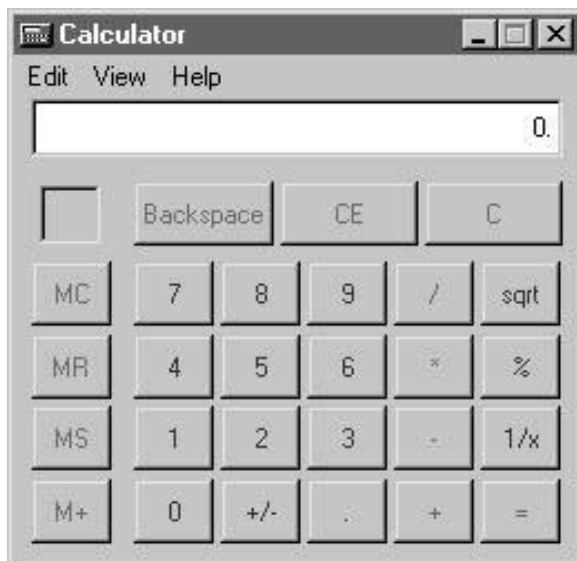 Calculator
Edit View Help
0.
Backspace CE C
MC 7 8 9 / sqrt
MR 4 5 6 * %
MS 1 2 3 - 1/x
M+ 0 +/- . + =